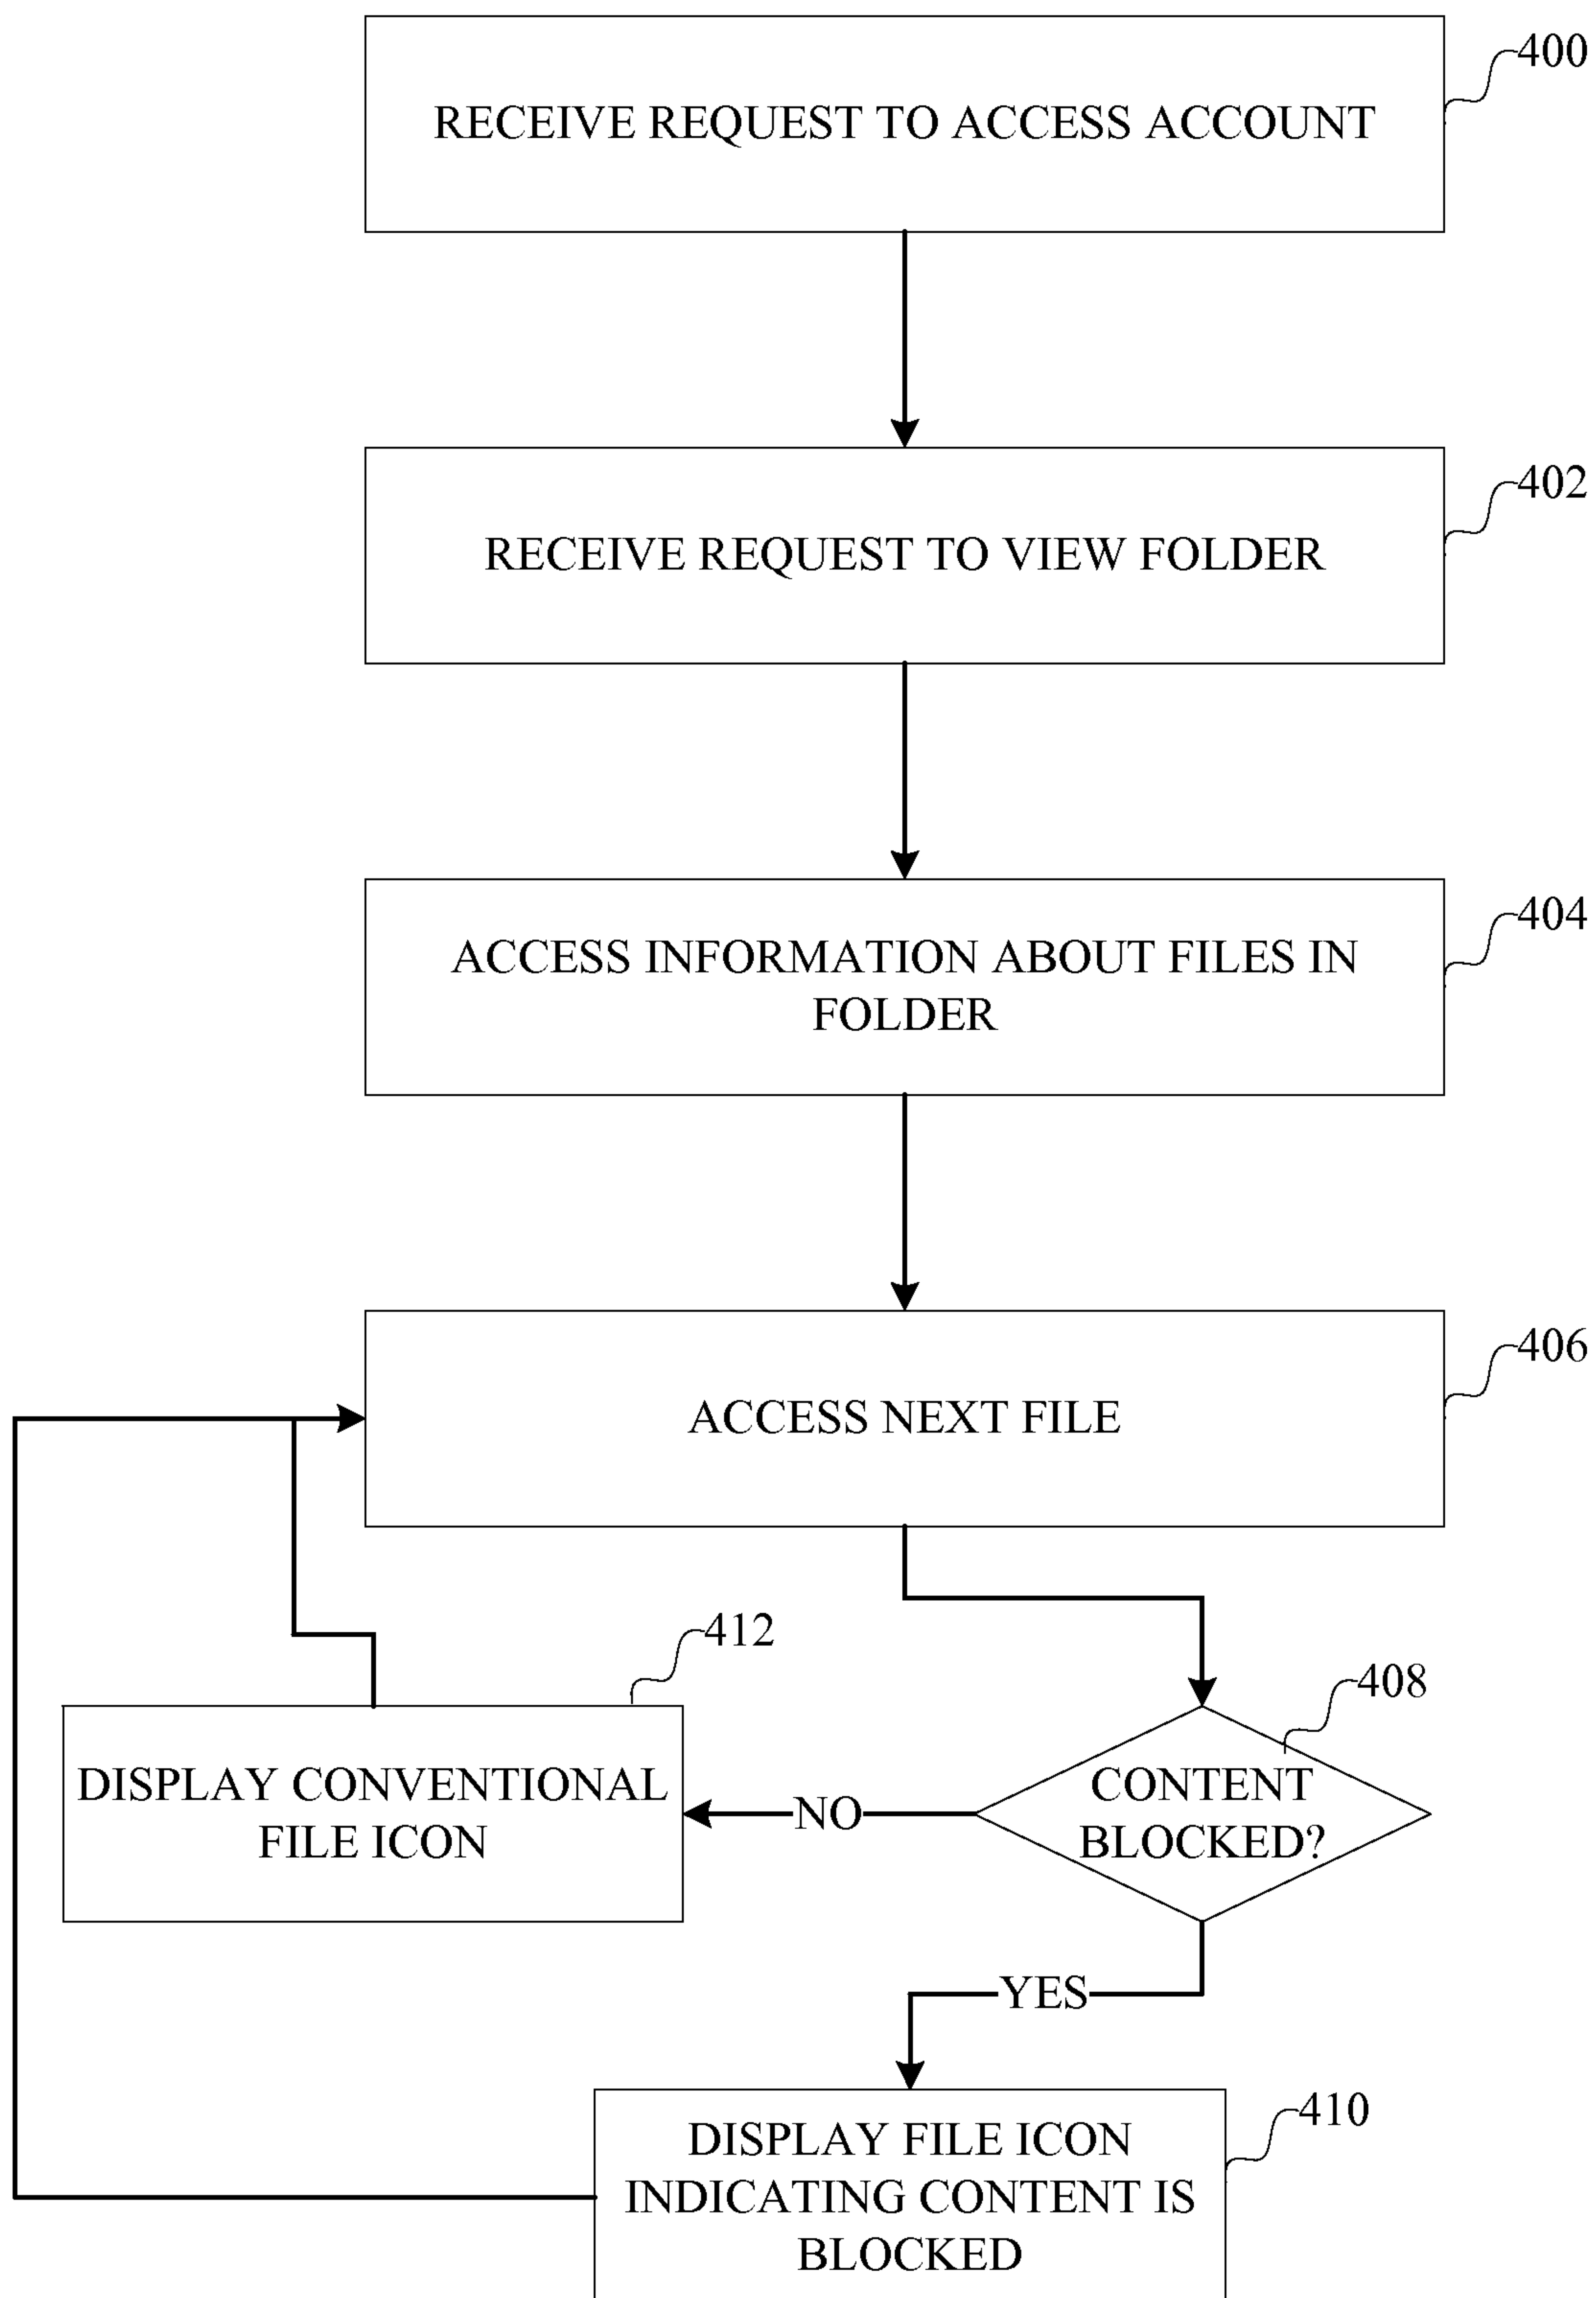 400
RECEIVE REQUEST TO ACCESS ACCOUNT
402
RECEIVE REQUEST TO VIEW FOLDER
404
ACCESS INFORMATION ABOUT FILES IN
FOLDER
406
ACCESS NEXT FILE
412
408
DISPLAY CONVENTIONAL
FILE ICON
NO
CONTENT
BLOCKED?
YES
410
DISPLAY FILE ICON
INDICATING CONTENT IS
BLOCKED